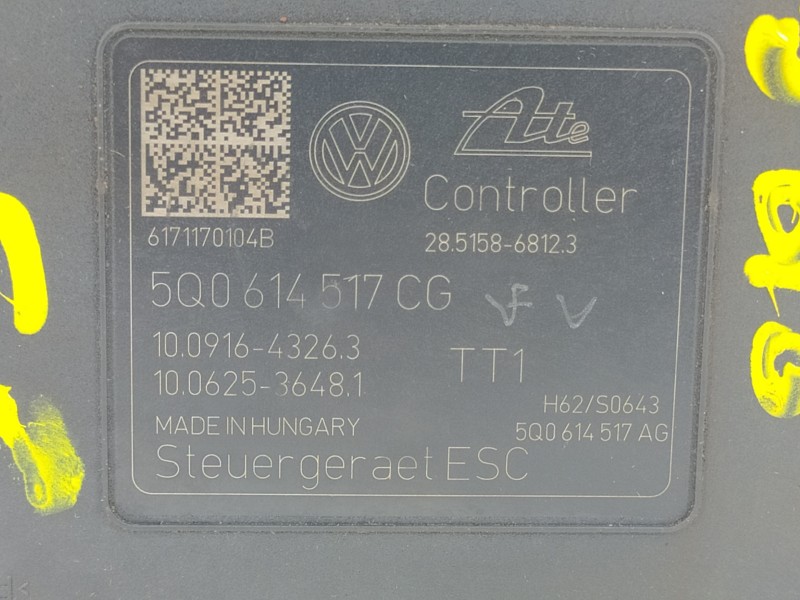 Ate
Controller
6171170104B
28.5158-6812.3
5Q0 614 517 CG
10.0916-4326.3
10.0625-3648.1
TT1
H62/S0643
MADE IN HUNGARY
5Q0 614 517 AG
Steuergeraet ESC